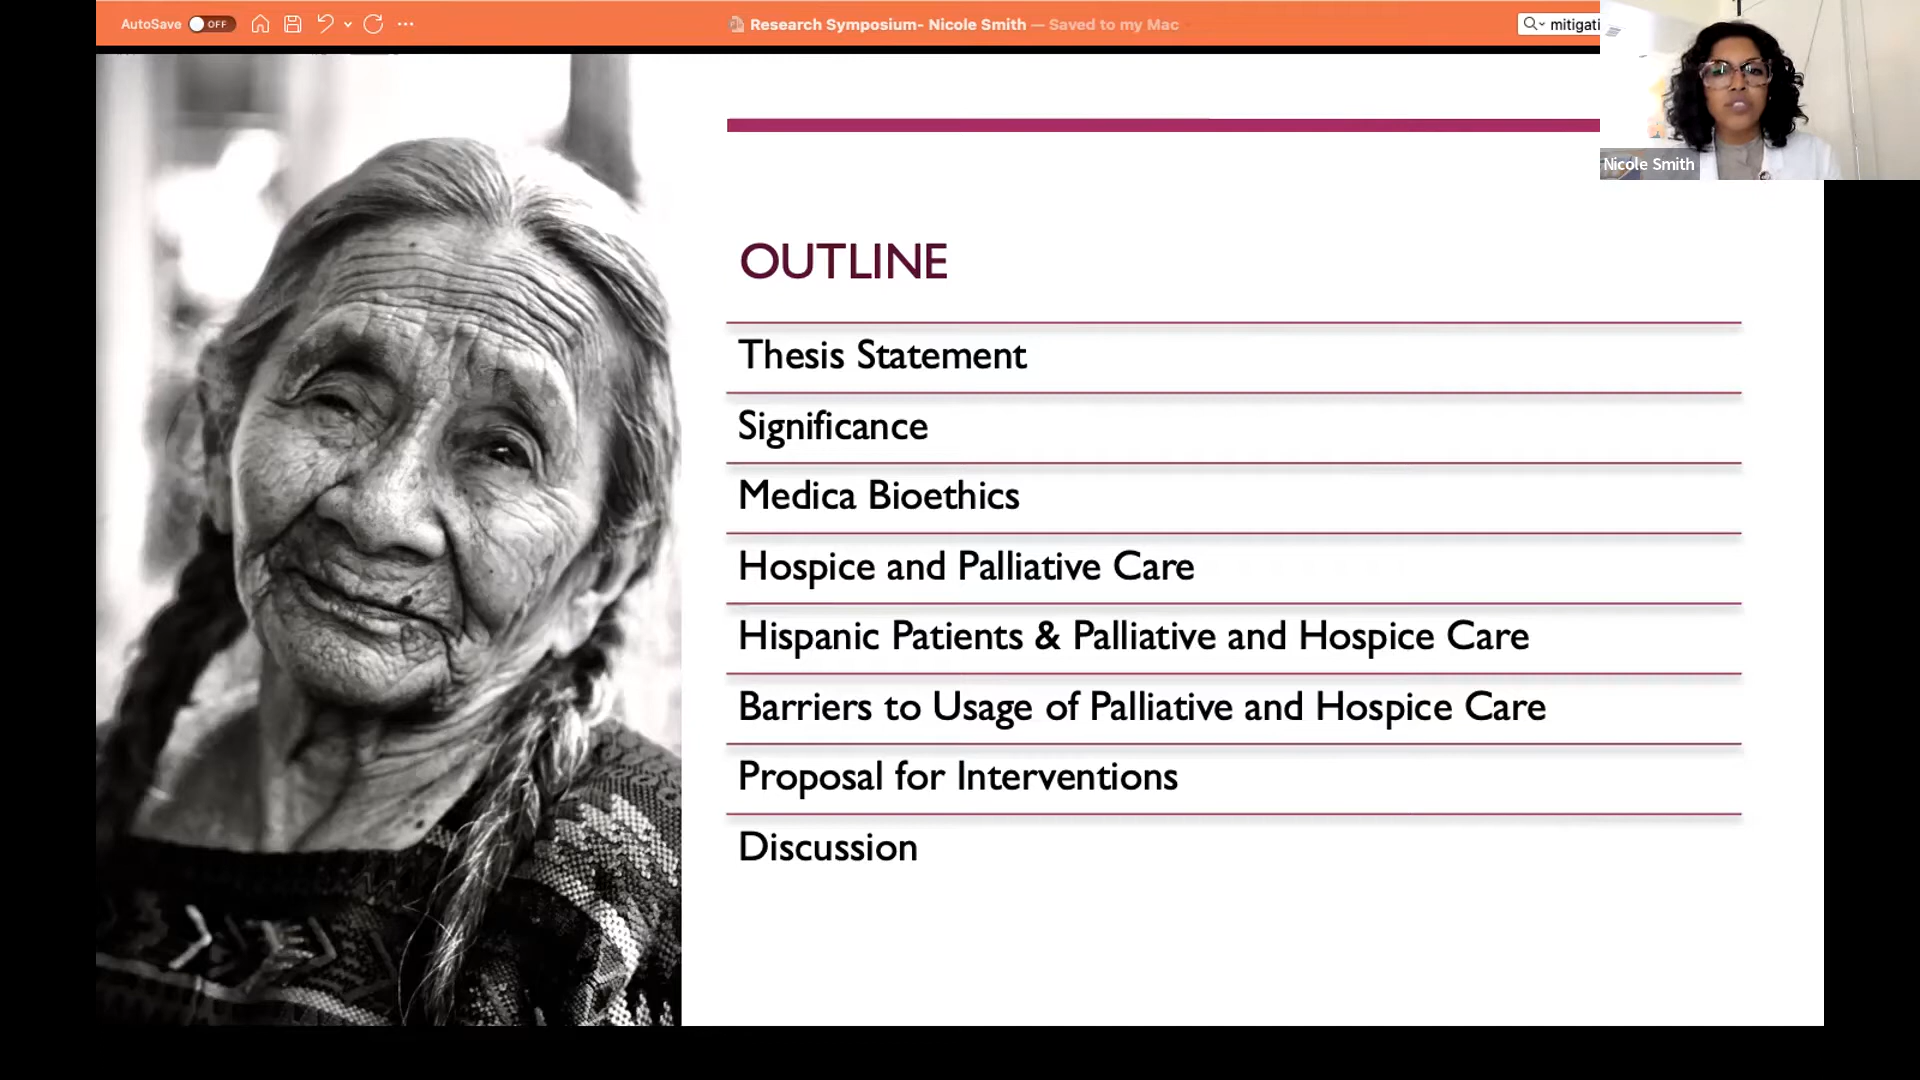 AutoSave OFF
Research Symposium- Nicole Smith — Saved to my Mac
mitigati
Nicole Smith
OUTLINE
Thesis Statement
Significance
Medica Bioethics
Hospice and Palliative Care
Hispanic Patients & Palliative and Hospice Care
Barriers to Usage of Palliative and Hospice Care
Proposal for Interventions
Discussion